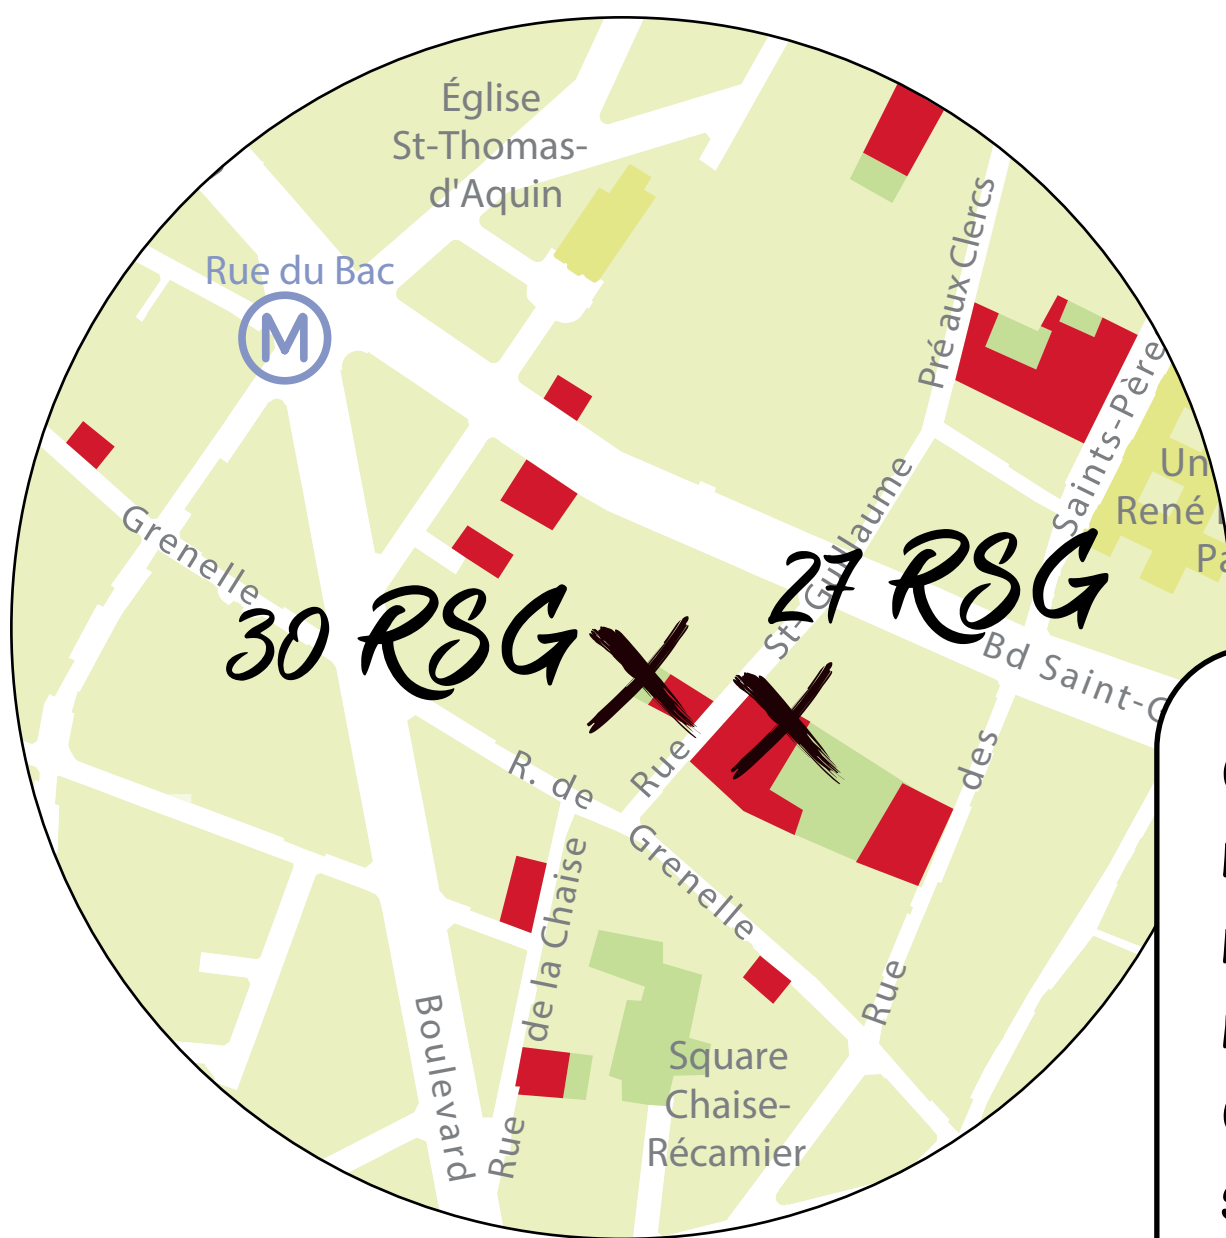 Église
St-Thomas-
d'Aquin
Rue du Bac
M
Pré aux Clercs
Saints-Père
Un
René
Pa
Grenelle
St-Guillaume
27 RSG
30 RSG
Bd Saint-G
Rue
des
R. de
Grenelle
Rue
de la Chaise
Rue
Boulevard
Square
Chaise-
Récamier